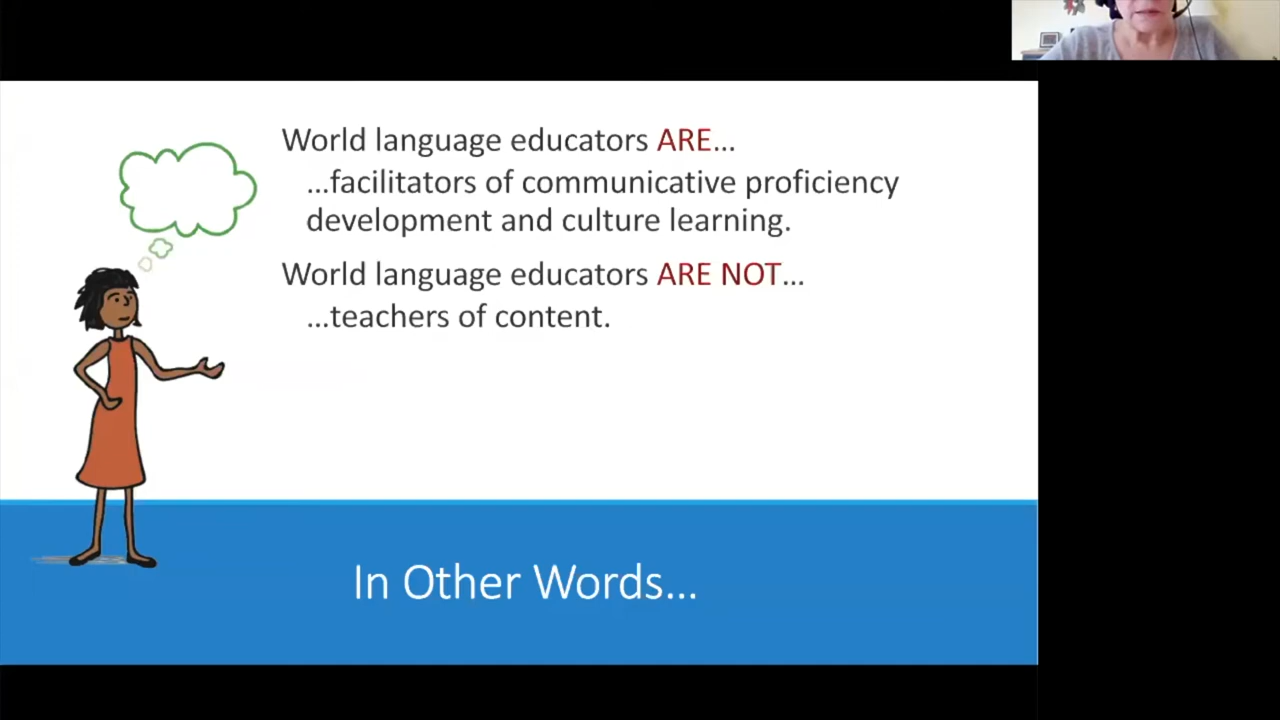 World language educators ARE…
…facilitators of communicative proficiency
development and culture learning.
World language educators ARE NOT…
…teachers of content.
In Other Words…